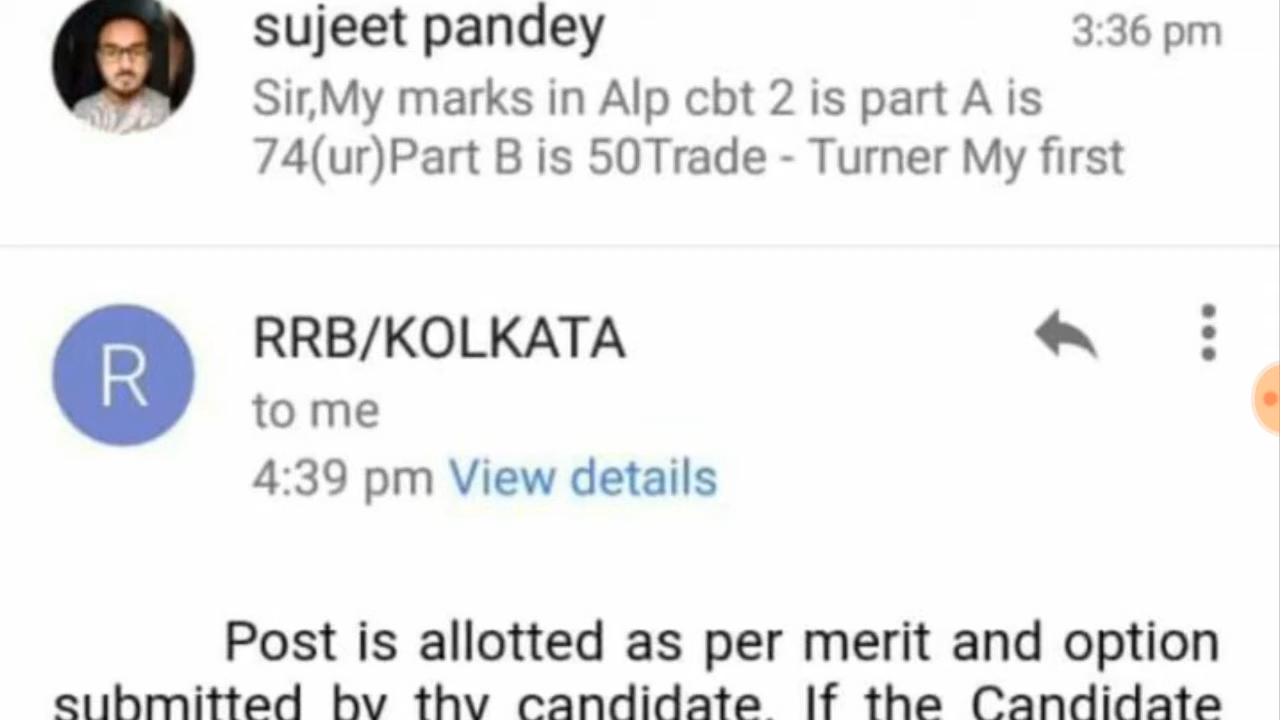 sujeet pandey 3:36 pm
Sir,My marks in Alp cbt 2 is part A is
74(ur)Part B is 50Trade - Turner My first
R RRB/KOLKATA
to me
4:39 pm View details
Post is allotted as per merit and option
submitted by thy candidate. If the Candidate